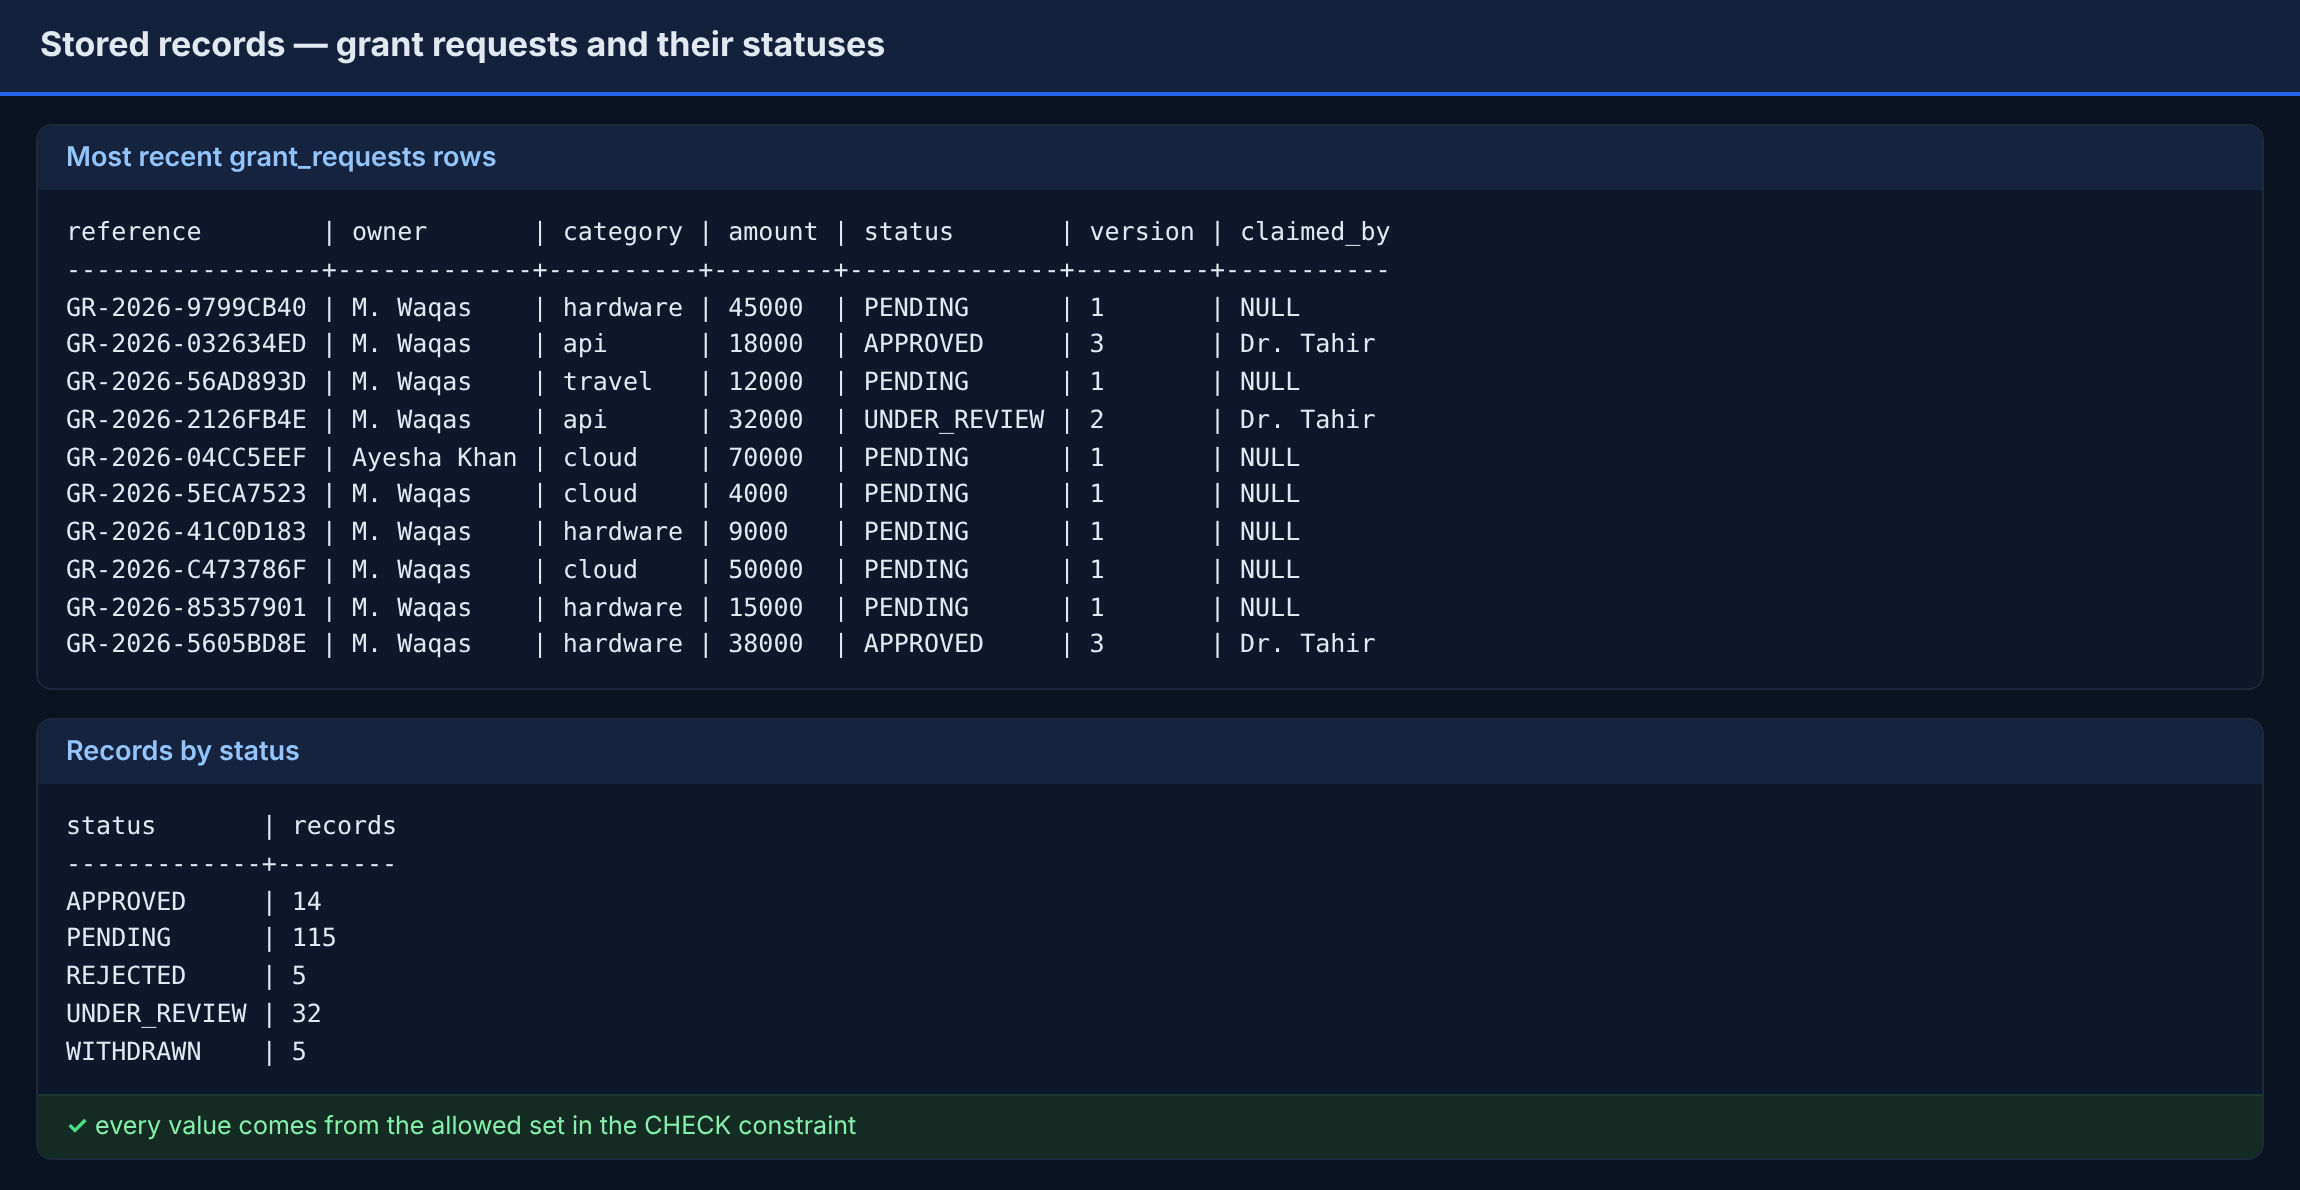 Stored records — grant requests and their statuses
Most recent grant_requests rows
reference        | owner       | category | amount | status       | version | claimed_by
-----------------+-------------+----------+--------+--------------+---------+-----------
GR-2026-9799CB40 | M. Waqas    | hardware | 45000  | PENDING      | 1       | NULL
GR-2026-032634ED | M. Waqas    | api      | 18000  | APPROVED     | 3       | Dr. Tahir
GR-2026-56AD893D | M. Waqas    | travel   | 12000  | PENDING      | 1       | NULL
GR-2026-2126FB4E | M. Waqas    | api      | 32000  | UNDER_REVIEW | 2       | Dr. Tahir
GR-2026-04CC5EEF | Ayesha Khan | cloud    | 70000  | PENDING      | 1       | NULL
GR-2026-5ECA7523 | M. Waqas    | cloud    | 4000   | PENDING      | 1       | NULL
GR-2026-41C0D183 | M. Waqas    | hardware | 9000   | PENDING      | 1       | NULL
GR-2026-C473786F | M. Waqas    | cloud    | 50000  | PENDING      | 1       | NULL
GR-2026-85357901 | M. Waqas    | hardware | 15000  | PENDING      | 1       | NULL
GR-2026-5605BD8E | M. Waqas    | hardware | 38000  | APPROVED     | 3       | Dr. Tahir
Records by status
status       | records
-------------+--------
APPROVED     | 14
PENDING      | 115
REJECTED     | 5
UNDER_REVIEW | 32
WITHDRAWN    | 5
✓ every value comes from the allowed set in the CHECK constraint